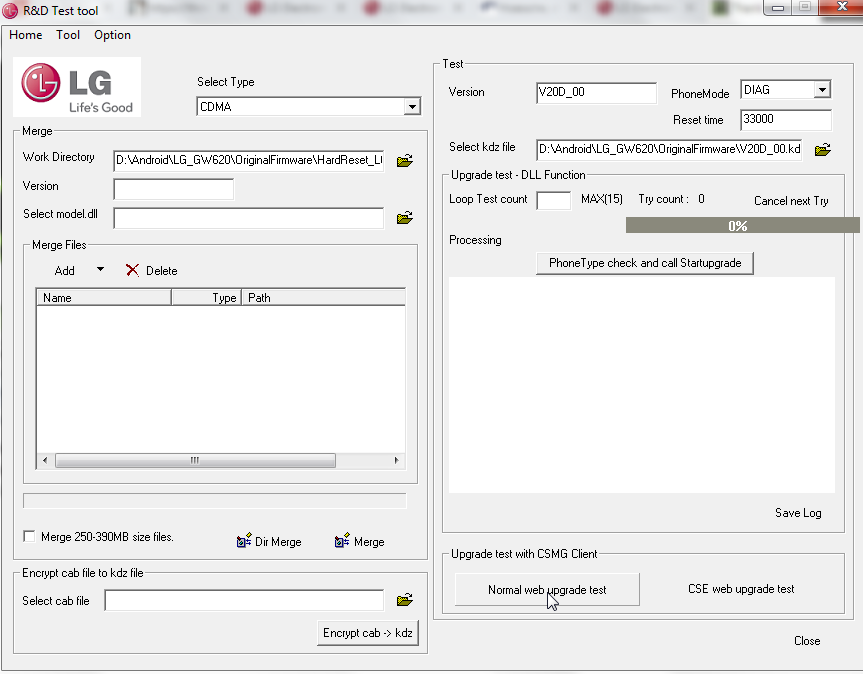 R&D Test tool
Home Tool Option
LG
Life's Good
Select Type
CDMA
Merge
Work Directory
D:\Android\LG_GW620\OriginalFirmware\HardReset_L
Version
Select model.dll
Merge Files
Add
Delete
Name Type Path
Merge 250-390MB size files.
Dir Merge
Merge
Encrypt cab file to kdz file
Select cab file
Encrypt cab -> kdz
Test
Version
V20D_00
PhoneMode
DIAG
Reset time
33000
Select kdz file
D:\Android\LG_GW620\OriginalFirmware\V20D_00.kd
Upgrade test - DLL Function
Loop Test count
MAX(15)
Try count : 0
Cancel next Try
0%
Processing
PhoneType check and call Startupgrade
Save Log
Upgrade test with CSMG Client
Normal web upgrade test
CSE web upgrade test
Close